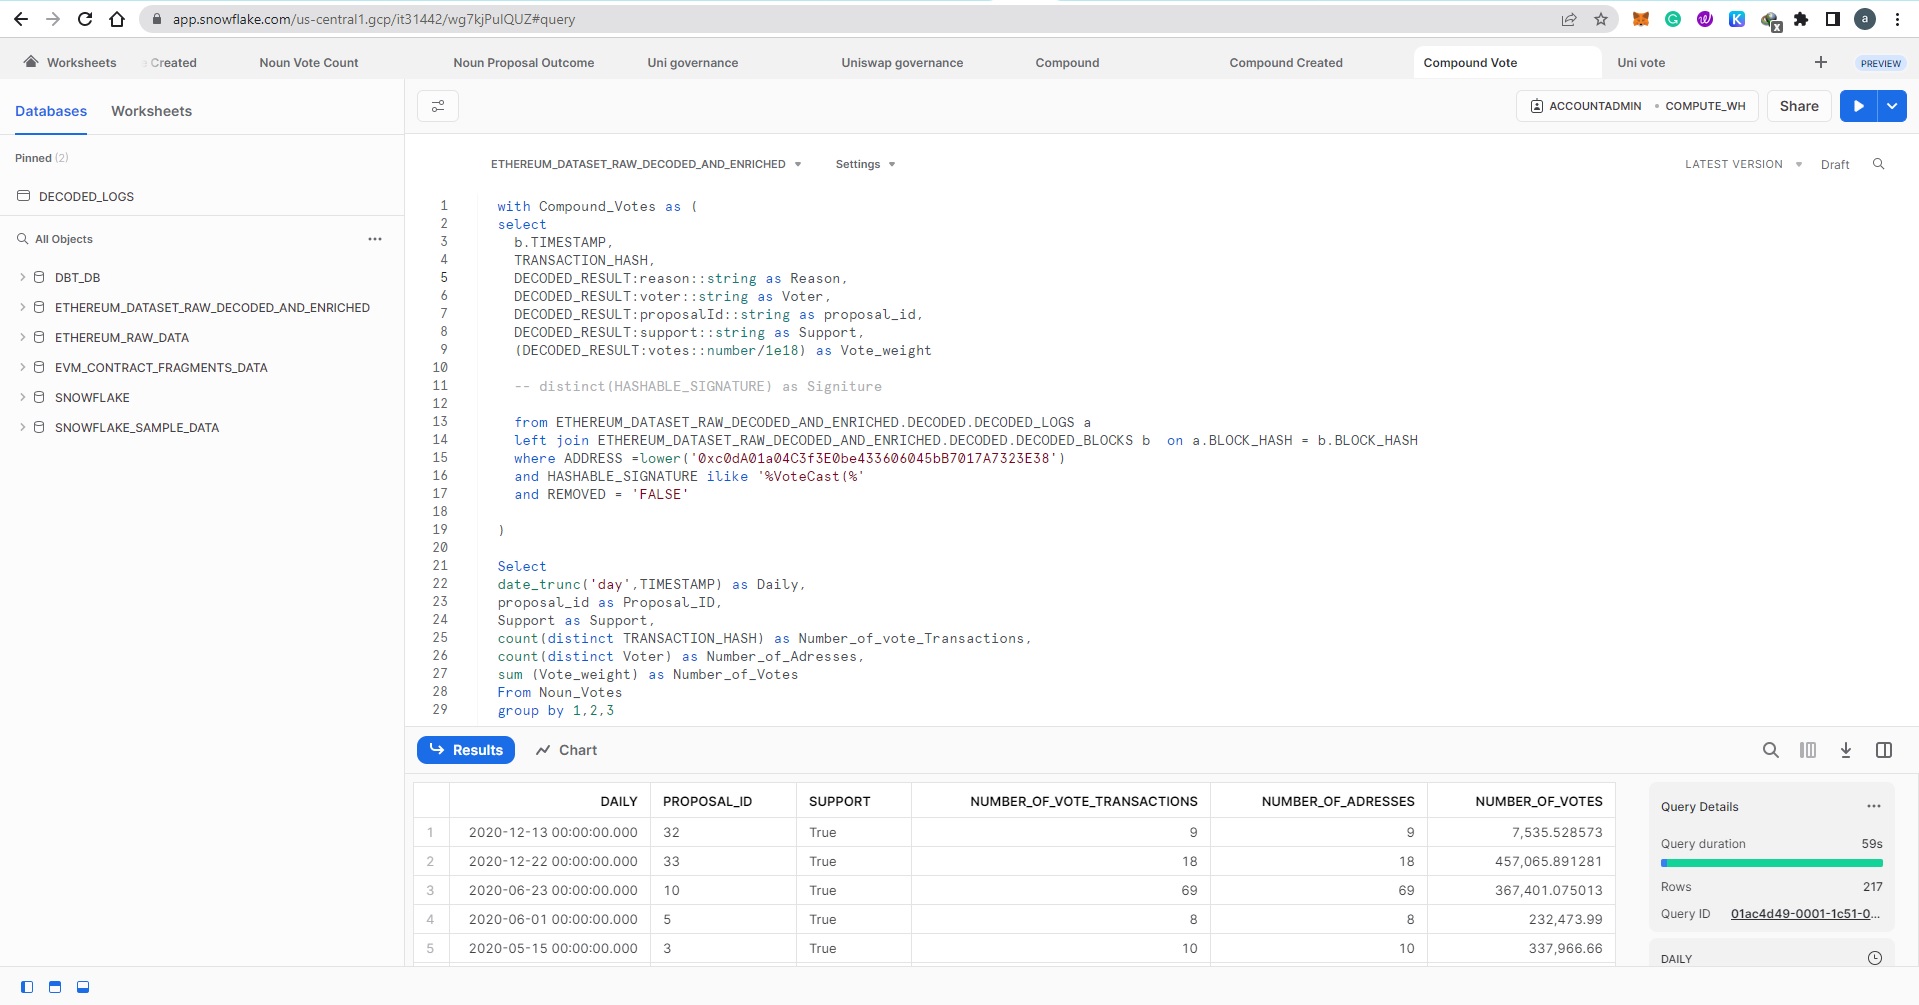 app.snowflake.com/us-central1.gcp/it31442/wg7kjPulQUZ#query
a
Worksheets
Created
Noun Vote Count
Noun Proposal Outcome
Uni governance
Uniswap governance
Compound
Compound Created
Compound Vote
Uni vote
PREVIEW
Databases
Worksheets
ACCOUNTADMIN • COMPUTE_WH
Share
Pinned (2)
DECODED_LOGS
All Objects
DBT_DB
ETHEREUM_DATASET_RAW_DECODED_AND_ENRICHED
ETHEREUM_RAW_DATA
EVM_CONTRACT_FRAGMENTS_DATA
SNOWFLAKE
SNOWFLAKE_SAMPLE_DATA
ETHEREUM_DATASET_RAW_DECODED_AND_ENRICHED
Settings
LATEST VERSION
Draft
1 with Compound_Votes as (
2 select
3 b.TIMESTAMP,
4 TRANSACTION_HASH,
5 DECODED_RESULT:reason::string as Reason,
6 DECODED_RESULT:voter::string as Voter,
7 DECODED_RESULT:proposalId::string as proposal_id,
8 DECODED_RESULT:support::string as Support,
9 (DECODED_RESULT:votes::number/1e18) as Vote_weight
10
11 -- distinct(HASHABLE_SIGNATURE) as Signiture
12
13 from ETHEREUM_DATASET_RAW_DECODED_AND_ENRICHED.DECODED.DECODED_LOGS a
14 left join ETHEREUM_DATASET_RAW_DECODED_AND_ENRICHED.DECODED.DECODED_BLOCKS b  on a.BLOCK_HASH = b.BLOCK_HASH
15 where ADDRESS =lower('0xc0dA01a04C3f3E0be433606045bB7017A7323E38')
16 and HASHABLE_SIGNATURE ilike '%VoteCast(%'
17 and REMOVED = 'FALSE'
18
19 )
20
21 Select
22 date_trunc('day',TIMESTAMP) as Daily,
23 proposal_id as Proposal_ID,
24 Support as Support,
25 count(distinct TRANSACTION_HASH) as Number_of_vote_Transactions,
26 count(distinct Voter) as Number_of_Adresses,
27 sum (Vote_weight) as Number_of_Votes
28 From Noun_Votes
29 group by 1,2,3
Results
Chart
DAILY PROPOSAL_ID SUPPORT NUMBER_OF_VOTE_TRANSACTIONS NUMBER_OF_ADRESSES NUMBER_OF_VOTES
1 2020-12-13 00:00:00.000 32 True 9 9 7,535.528573
2 2020-12-22 00:00:00.000 33 True 18 18 457,065.891281
3 2020-06-23 00:00:00.000 10 True 69 69 367,401.075013
4 2020-06-01 00:00:00.000 5 True 8 8 232,473.99
5 2020-05-15 00:00:00.000 3 True 10 10 337,966.66
Query Details
Query duration 59s
Rows 217
Query ID 01ac4d49-0001-1c51-0...
DAILY